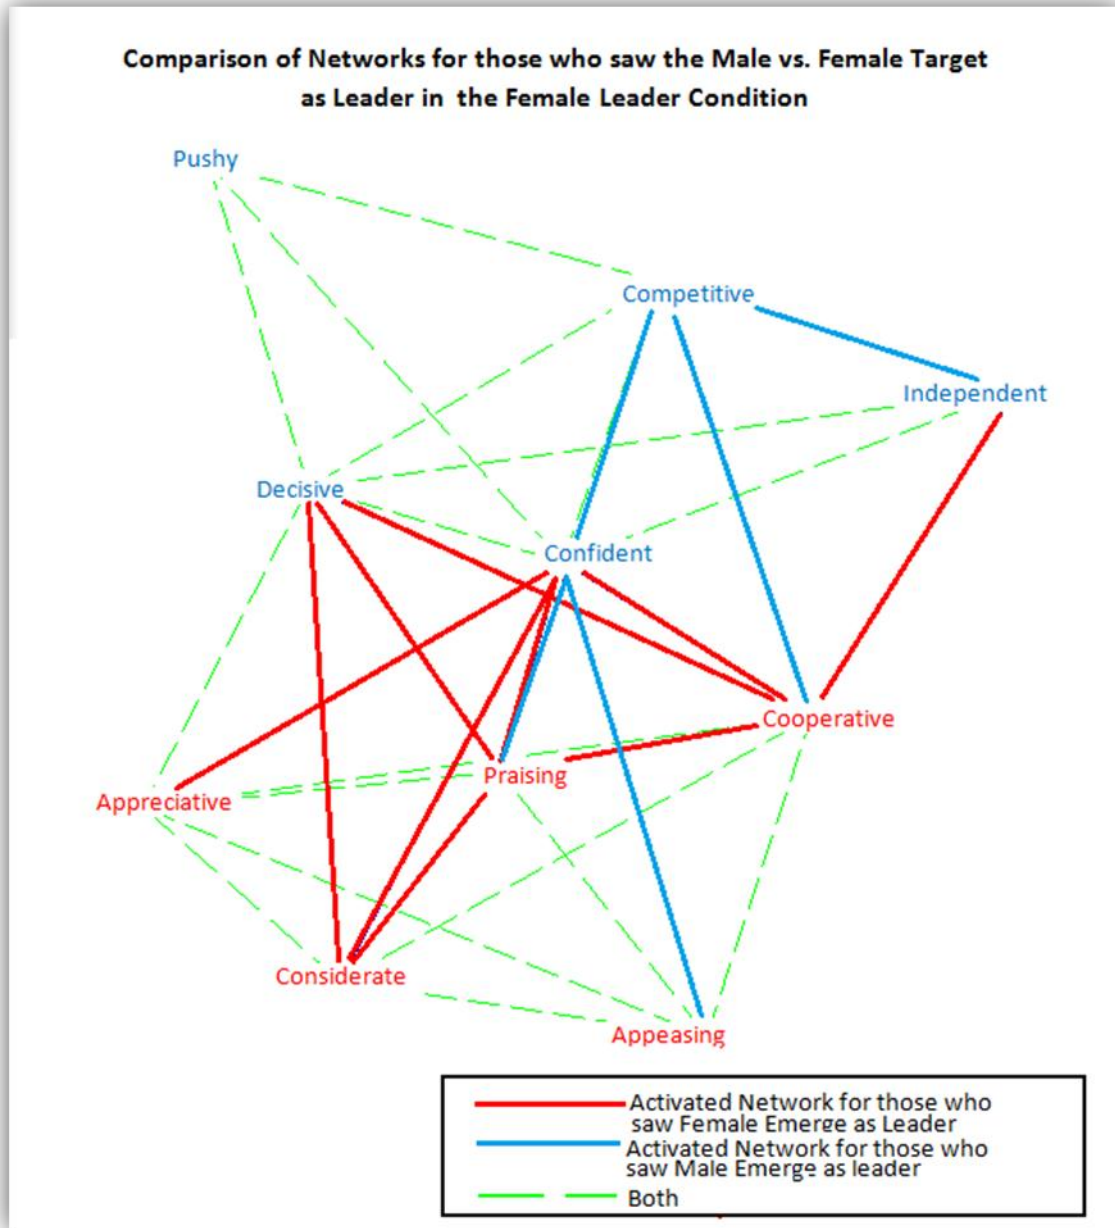 Comparison of Networks for those who saw the Male vs. Female Target
as Leader in the Female Leader Condition
Pushy
Competitive
Independent
Decisive
Confident
Cooperative
Praising
Appreciative
Considerate
Appeasing
Activated Network for those who
saw Female Emerge as Leader
Activated Network for those who
saw Male Emerge as leader
Both